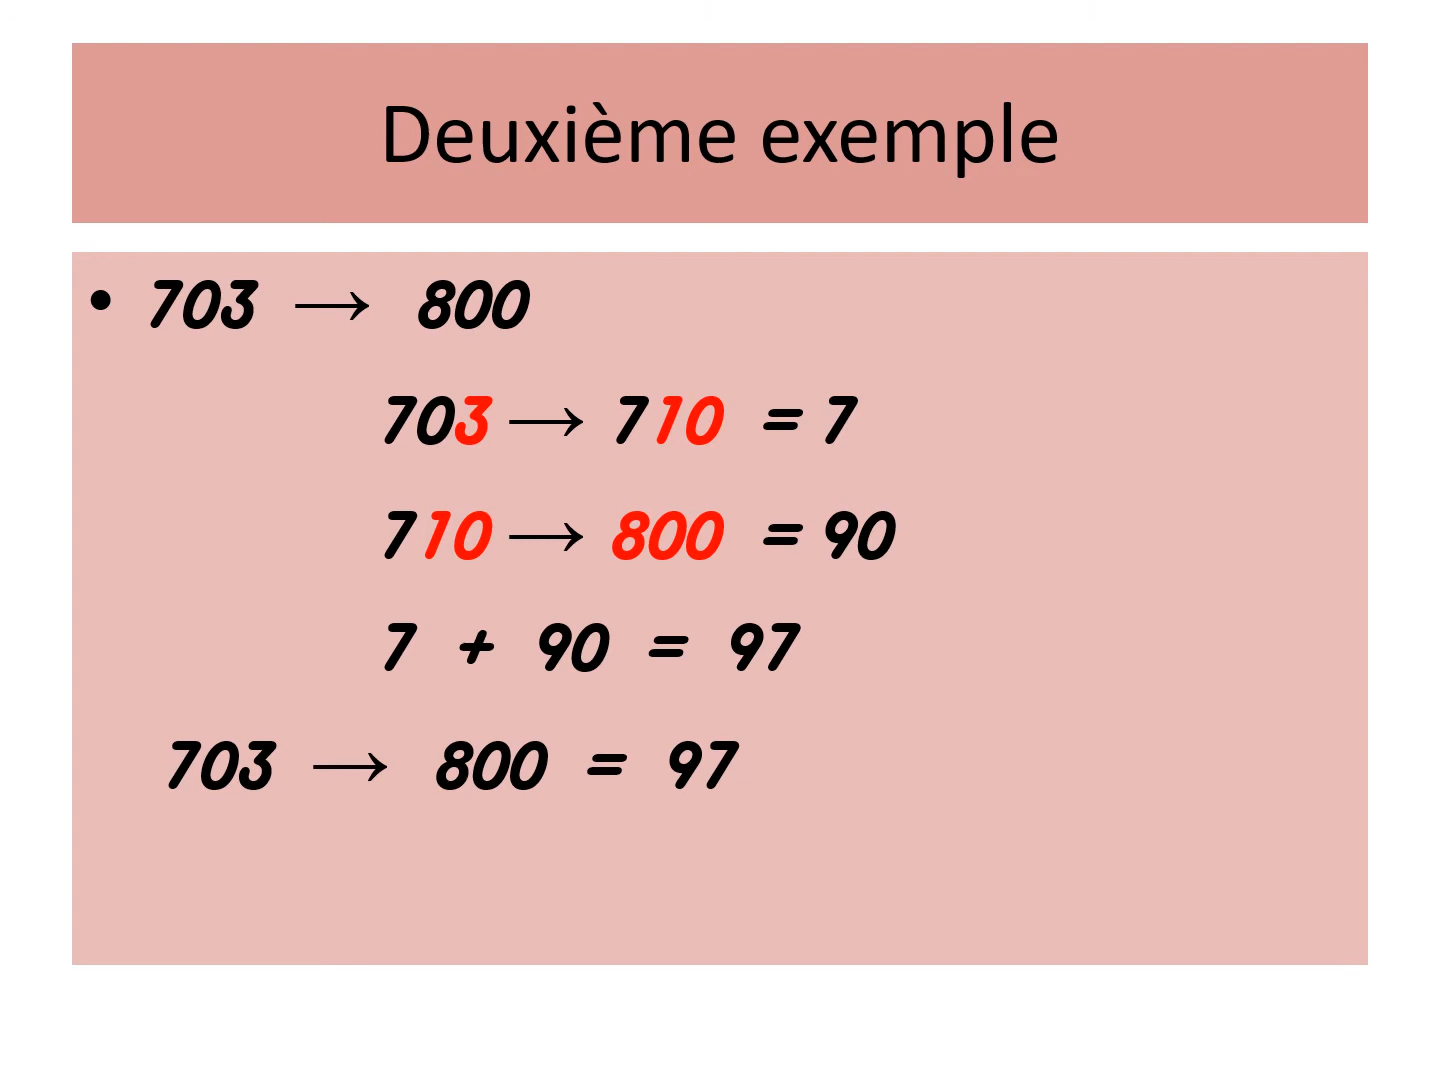 Deuxième exemple
• 703 → 800
703 → 710 = 7
710 → 800 = 90
7 + 90 = 97
703 → 800 = 97